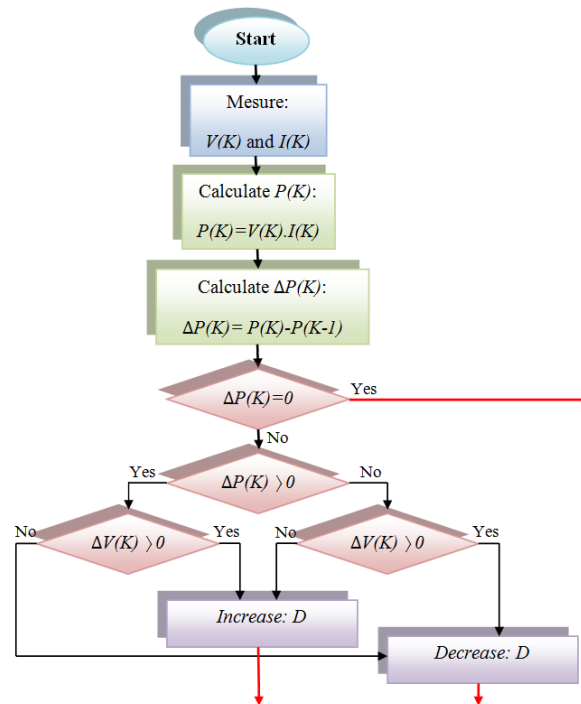 Start
Mesure:
V(K) and I(K)
Calculate P(K):
P(K)=V(K).I(K)
Calculate ΔP(K):
ΔP(K)= P(K)-P(K-1)
ΔP(K)=0
Yes
No
Yes
ΔP(K) 〉0
No
No
ΔV(K) 〉0
Yes
No
ΔV(K) 〉0
Yes
Increase: D
Decrease: D